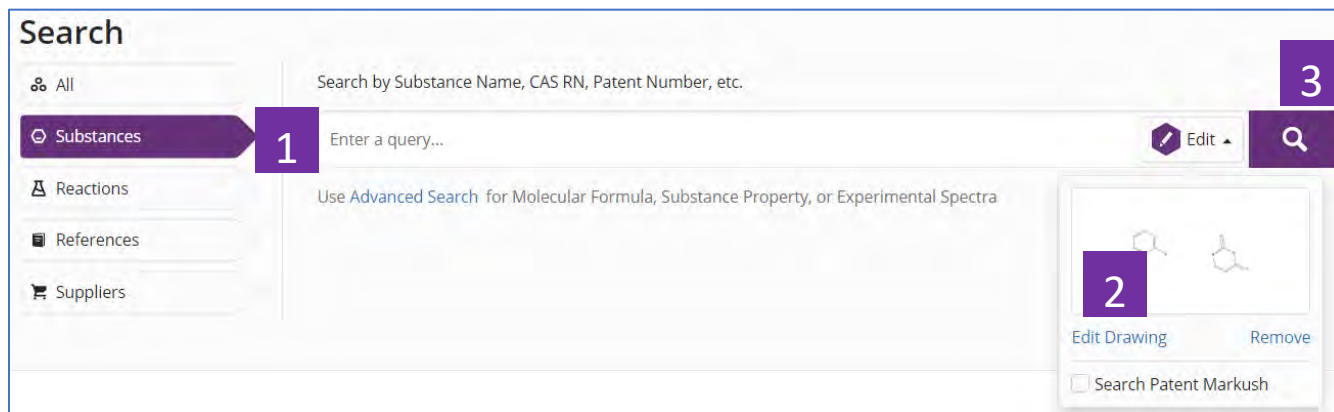 Search
All
Search by Substance Name, CAS RN, Patent Number, etc.
3
Substances
1
Enter a query...
Edit
Reactions
Use Advanced Search for Molecular Formula, Substance Property, or Experimental Spectra
References
Suppliers
2
Edit Drawing
Remove
Search Patent Markush